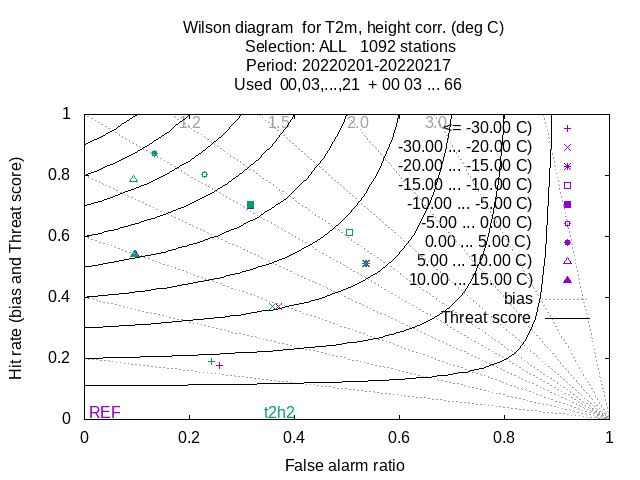 Wilson diagram  for T2m, height corr. (deg C)
Selection: ALL   1092 stations
Period: 20220201-20220217
Used  00,03,...,21  + 00 03 ... 66
1
0.8
0.6
0.4
0.2
0
0
0.2
0.4
0.6
0.8
1
Hit rate (bias and Threat score)
False alarm ratio
1.2
1.5
2.0
3.0
<= -30.00 C)
-30.00 ... -20.00 C)
-20.00 ... -15.00 C)
-15.00 ... -10.00 C)
-10.00 ... -5.00 C)
-5.00 ... 0.00 C)
0.00 ... 5.00 C)
5.00 ... 10.00 C)
10.00 ... 15.00 C)
bias
Threat score
REF
t2h2